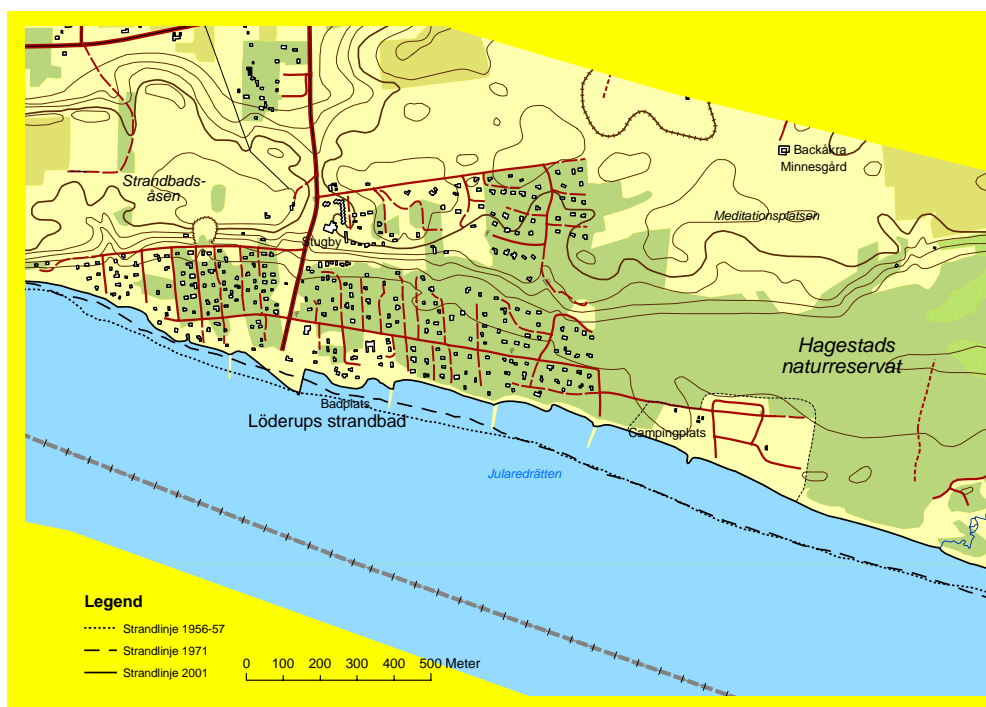 Backåkra
Minnesgård
Strandbads-
åsen
Meditationsplatsen
Stugby
Hagestads
naturreservat
Badplats
Löderups strandbad
Campingplats
Jularedrätten
Legend
Strandlinje 1956-57
Strandlinje 1971
Strandlinje 2001
0 100 200 300 400 500 Meter